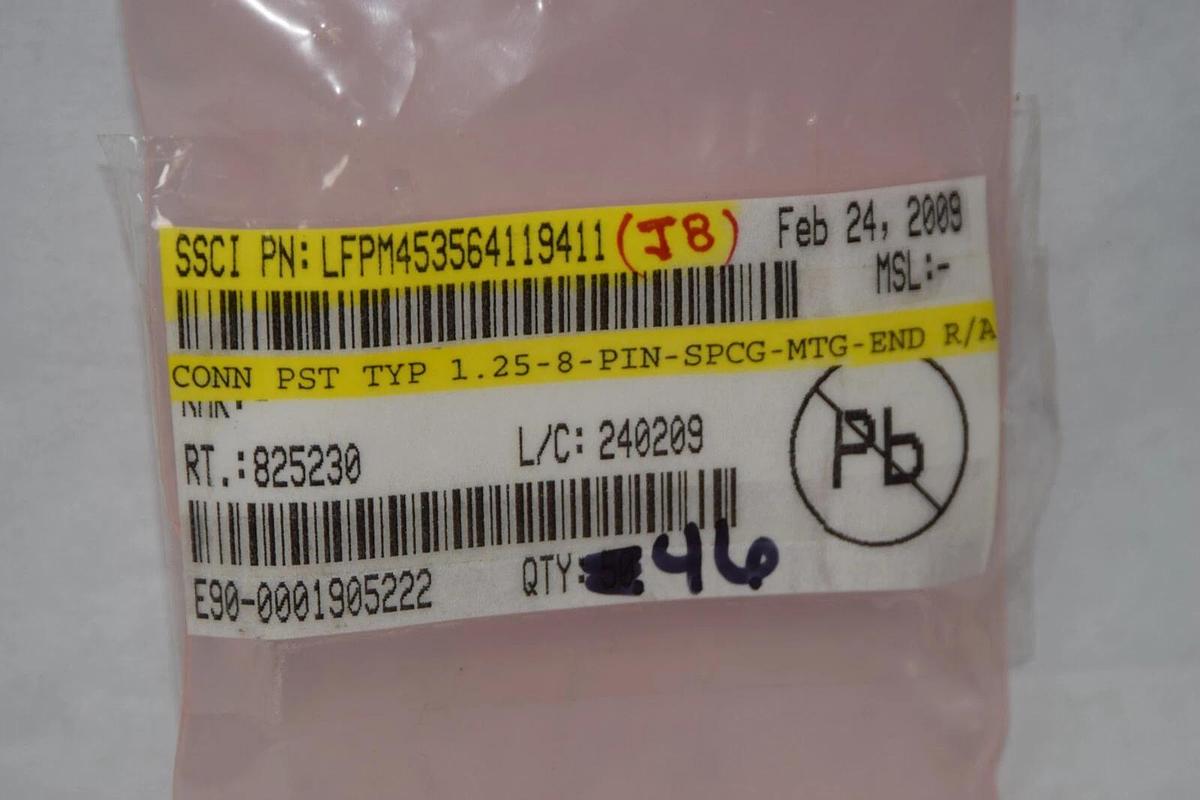 SSCI PN: LFPM453564119411 (J8) Feb 24, 2009
MSL:-
CONN PST TYP 1.25-8-PIN-SPCG-MTG-END R/A
RT.:825230 L/C: 240209
Pb
E90-0001905222 QTY: 46